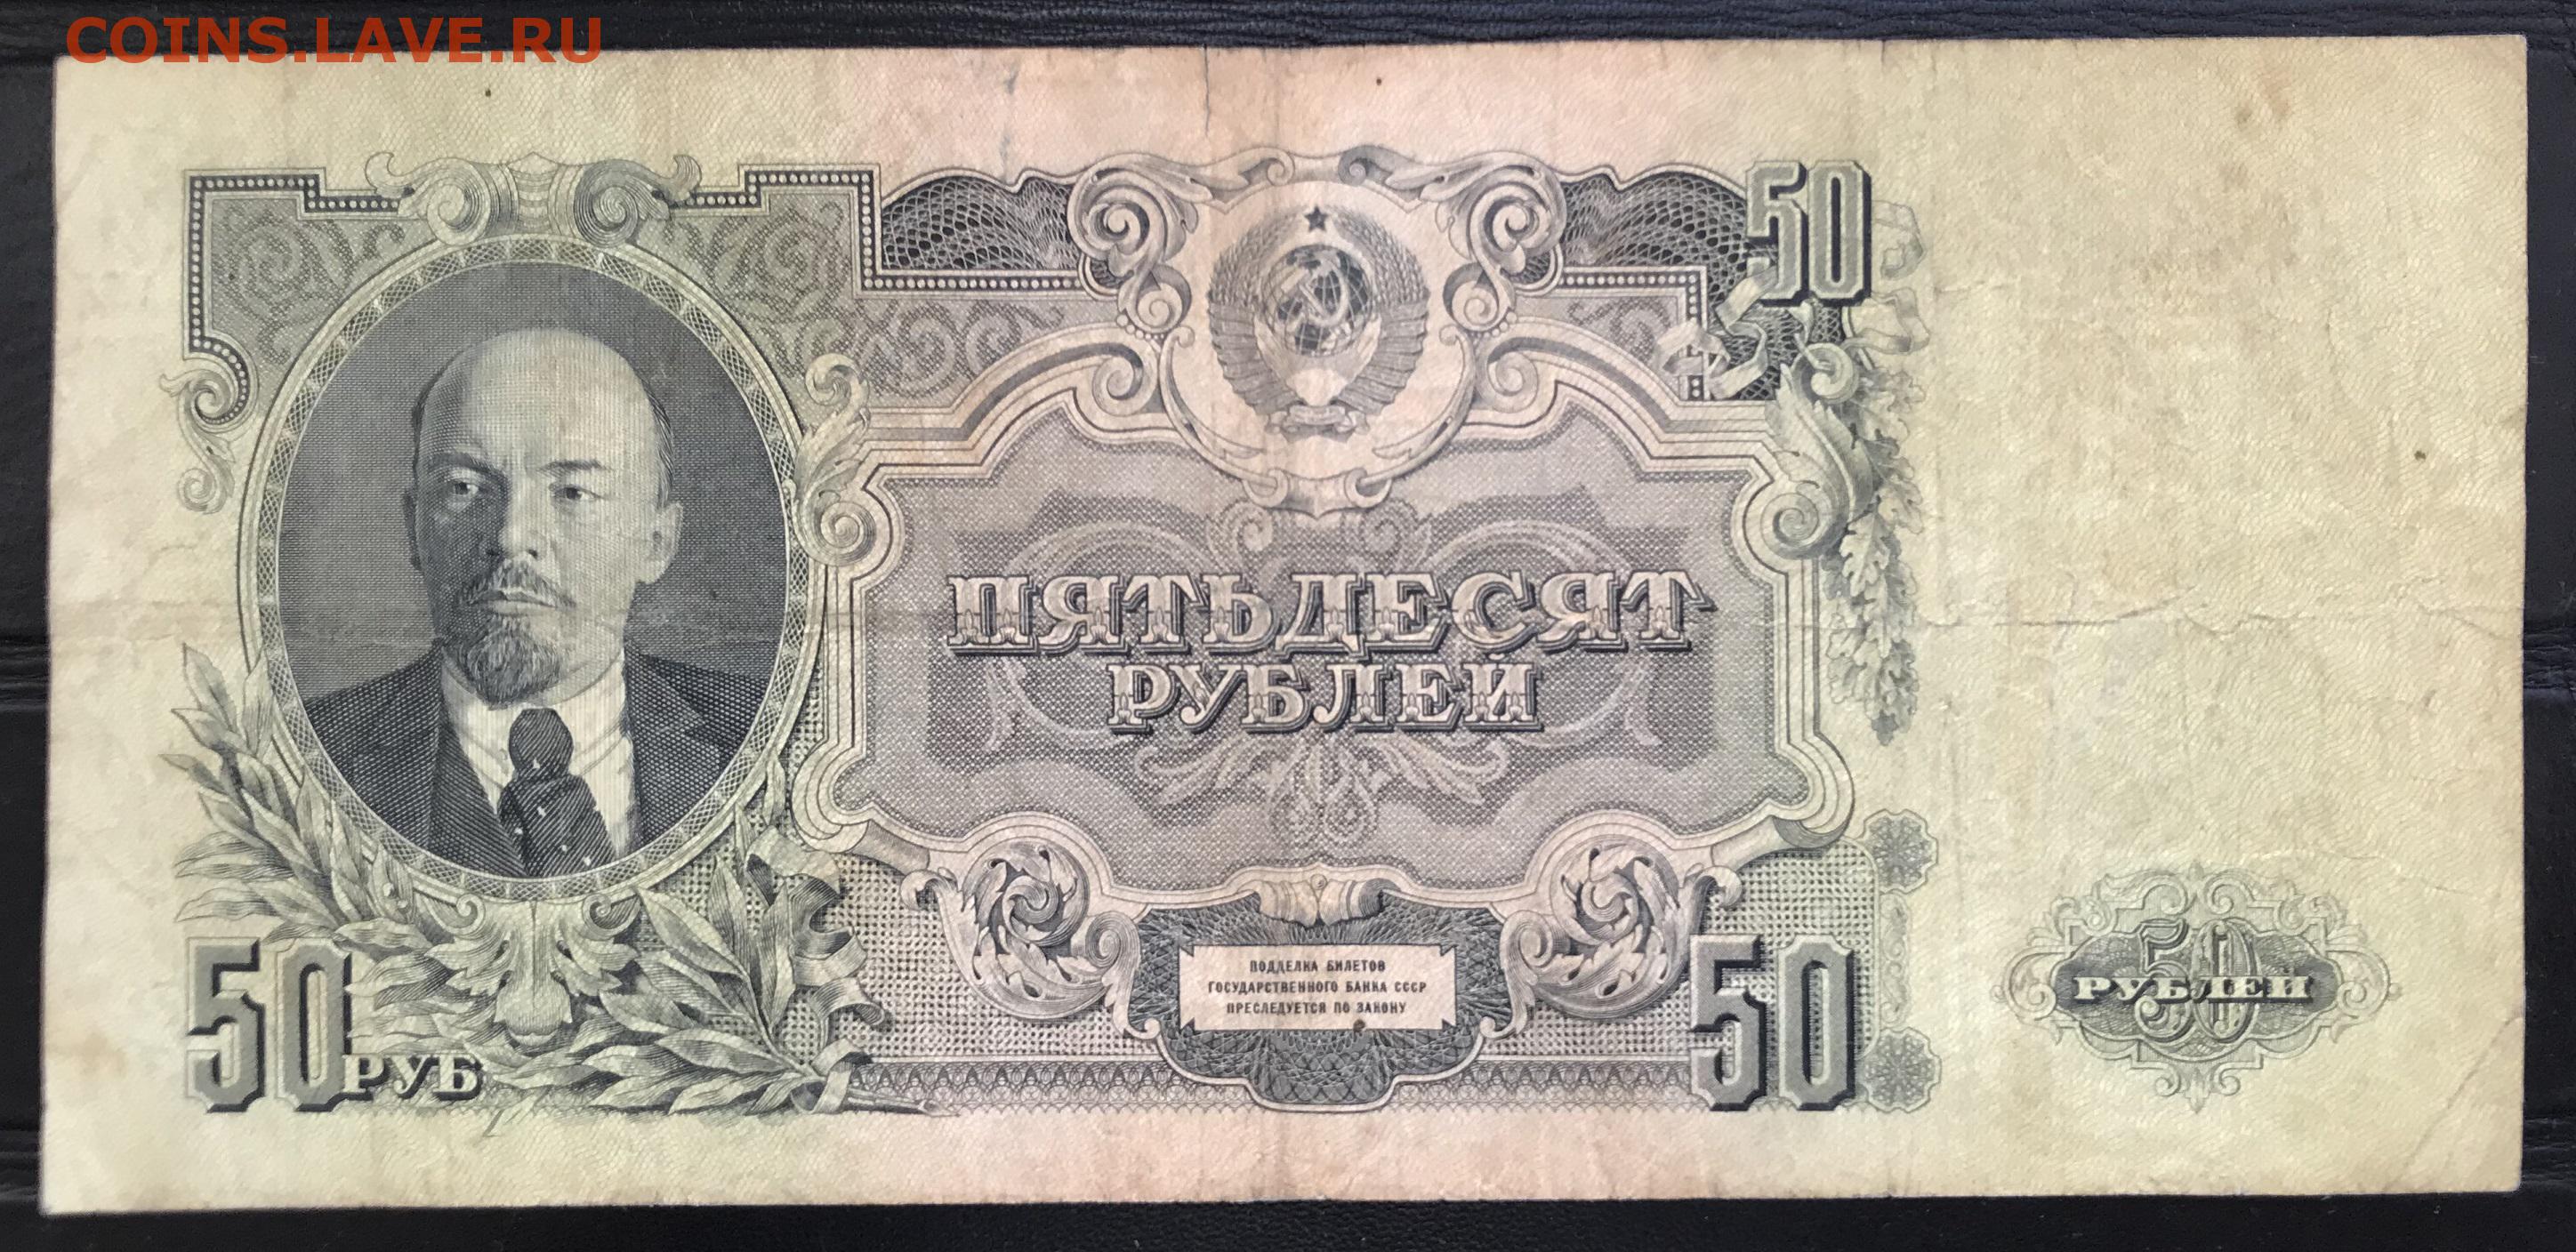 COINS.LAVE.RU
50
ПЯТЬДЕСЯТ
РУБЛЕЙ
ПОДДЕЛКА БИЛЕТОВ
ГОСУДАРСТВЕННОГО БАНКА СССР
ПРЕСЛЕДУЕТСЯ ПО ЗАКОНУ
50 РУБ
50
50 РУБЛЕЙ